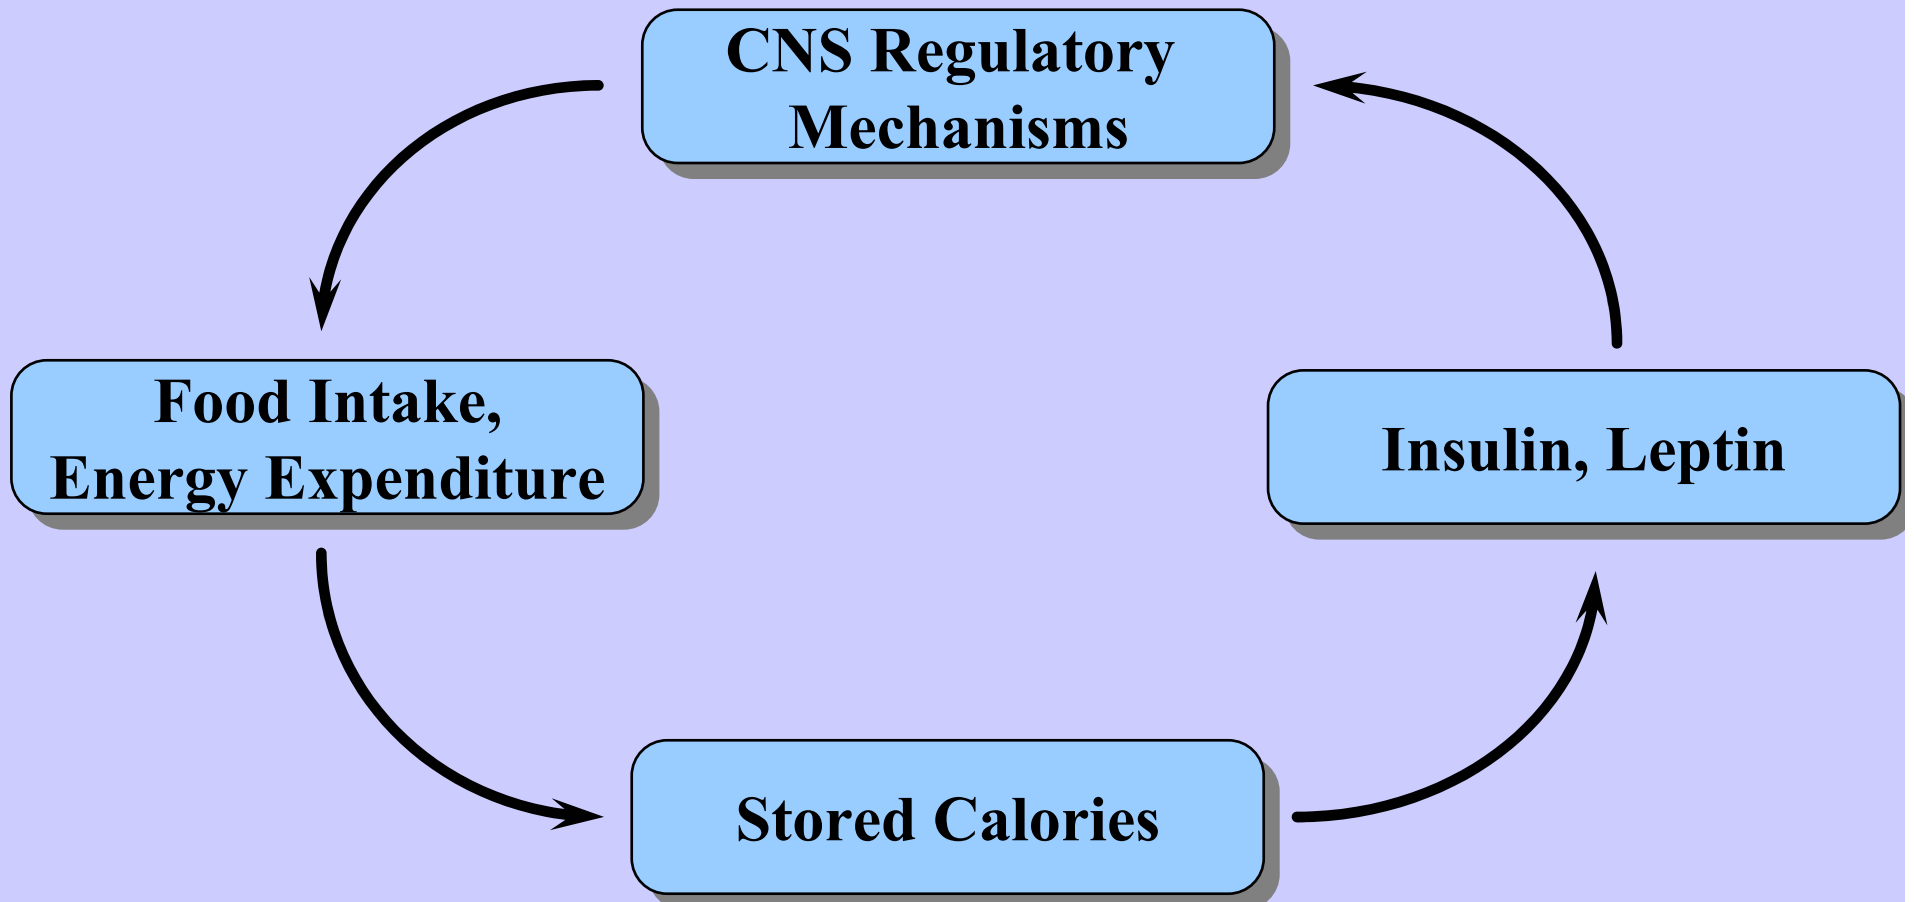 CNS Regulatory
Mechanisms
Food Intake,
Energy Expenditure
Insulin, Leptin
Stored Calories